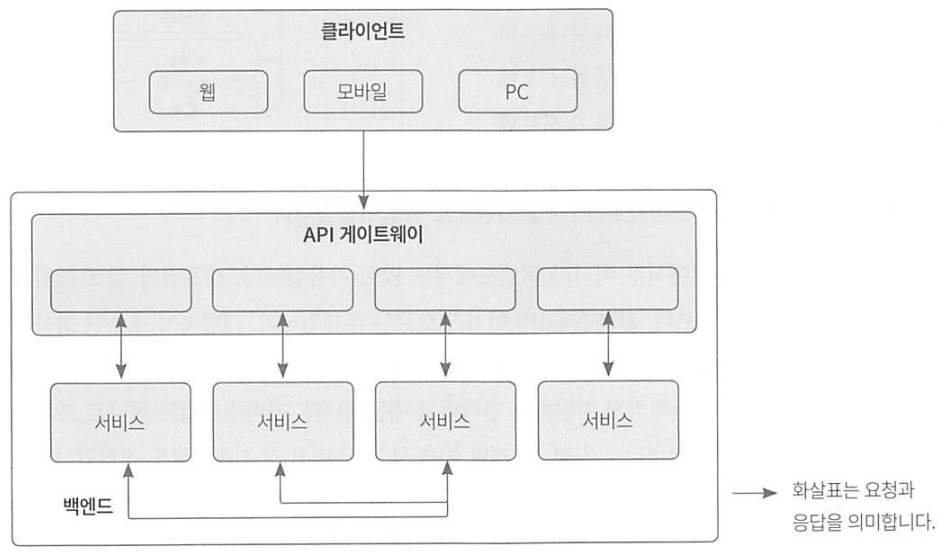 클라이언트
웹
모바일
PC
API 게이트웨이
서비스
서비스
서비스
서비스
백엔드
화살표는 요청과
응답을 의미합니다.